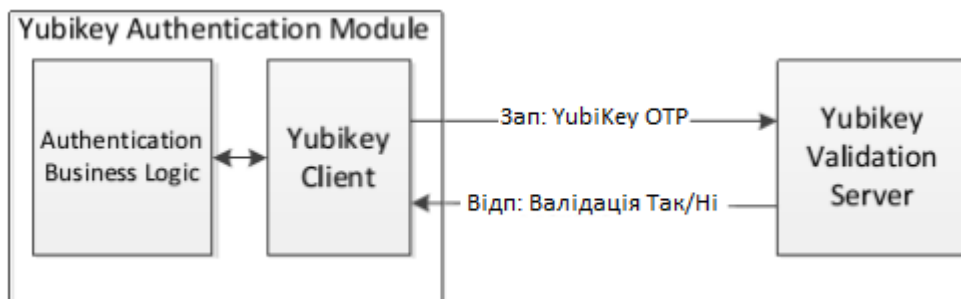 Yubikey Authentication Module
Authentication
Business Logic
Yubikey
Client
Зап: YubiKey OTP
Відп: Валідація Так/Ні
Yubikey
Validation
Server